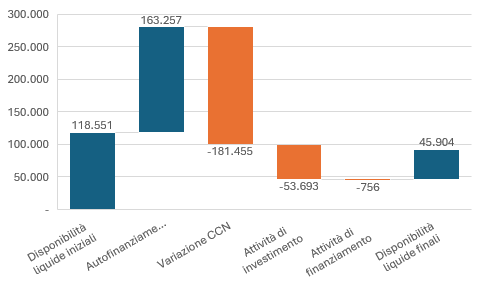 300.000
250.000
200.000
150.000
100.000
50.000
-
163.257
118.551
-181.455
-53.693
-756
45.904
Disponibilità
liquide iniziali
Autofinanziame...
Variazione CCN
Attività di
investimento
Attività di
finanziamento
Disponibilità
liquide finali